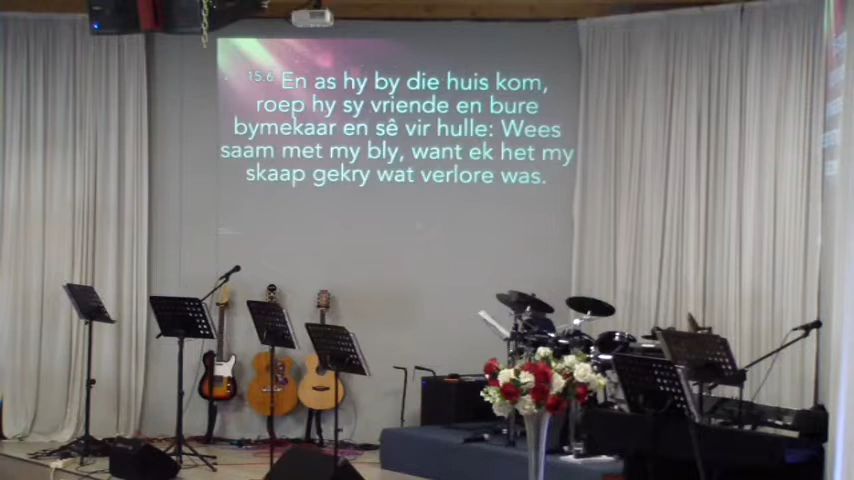 15:6 En as hy by die huis kom,
roep hy sy vriende en bure
bymekaar en sê vir hulle: Wees
saam met my bly, want ek het my
skaap gekry wat verlore was.